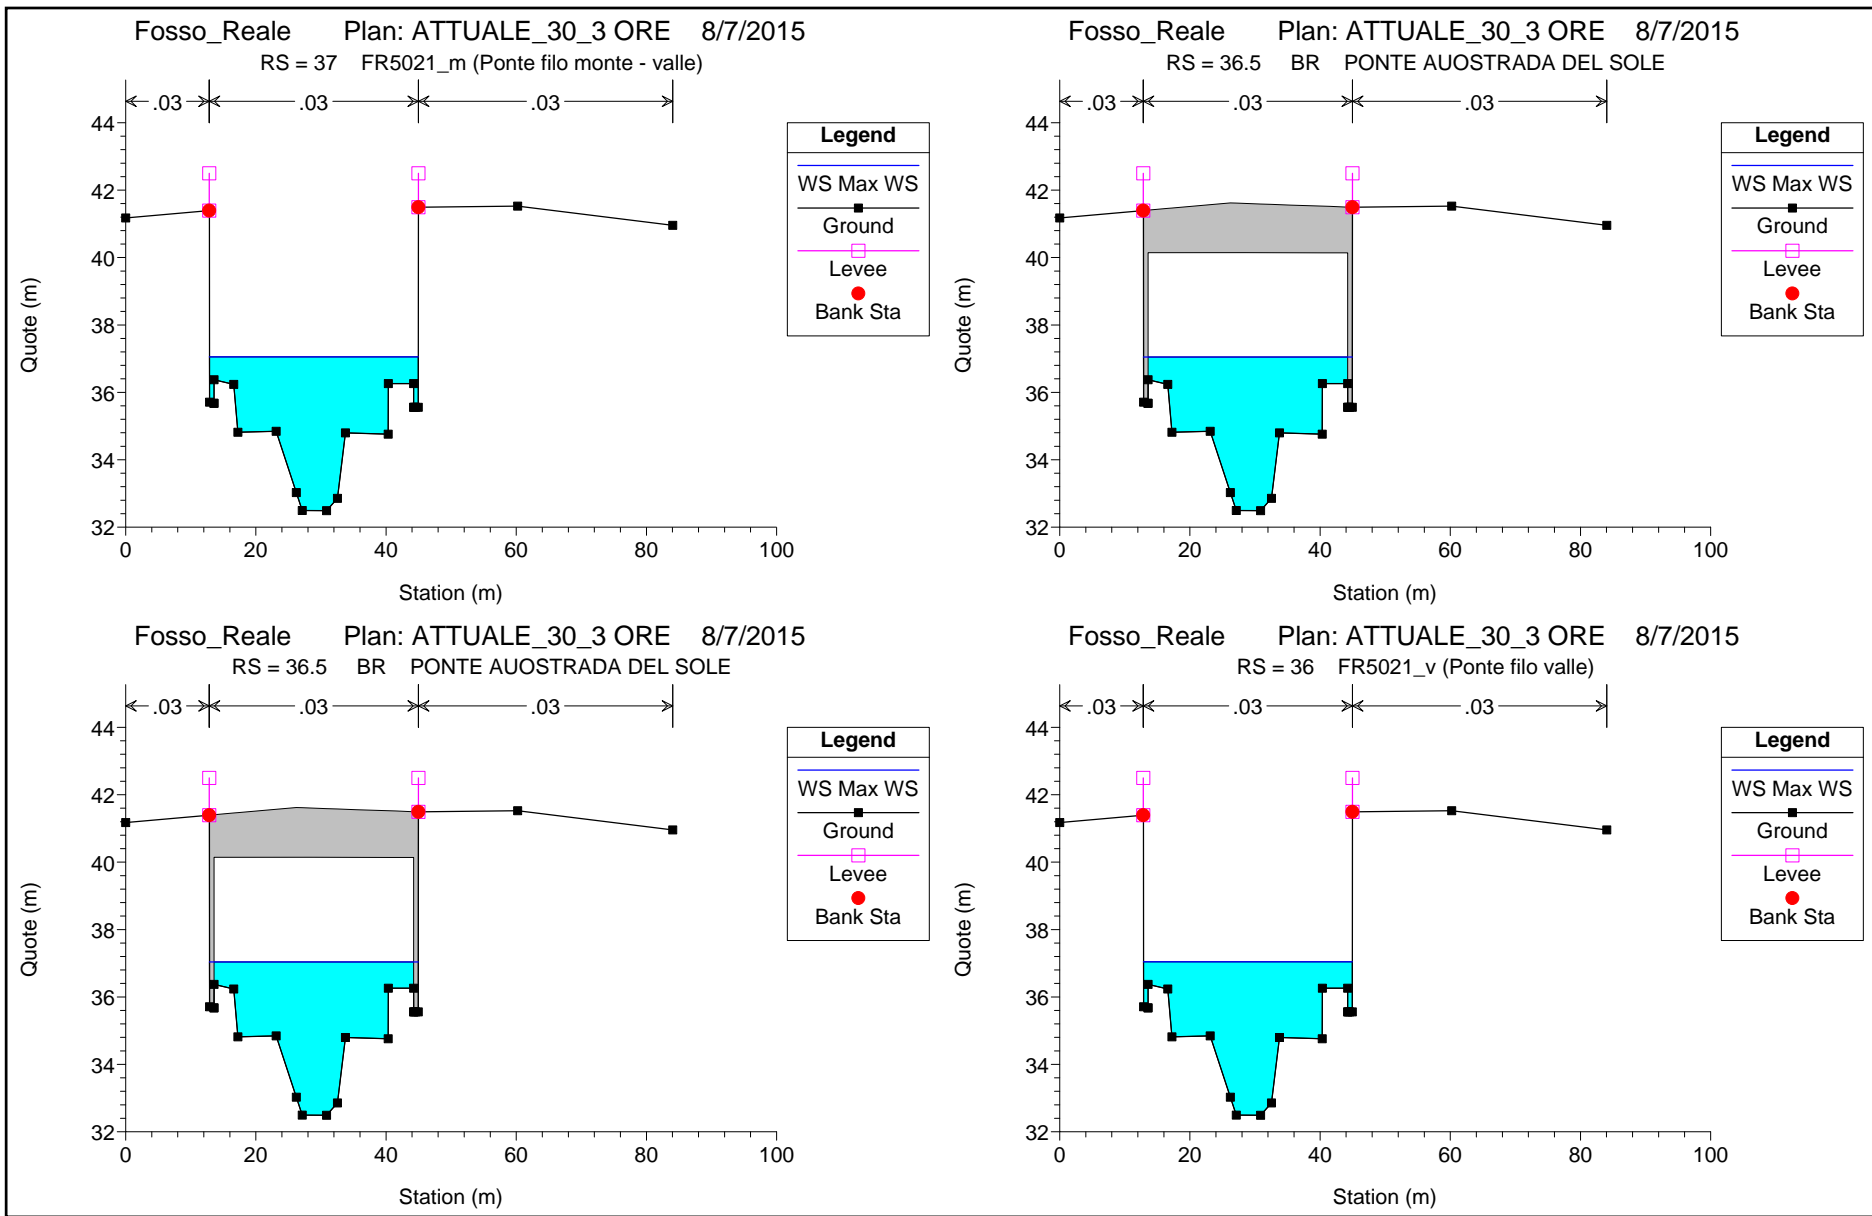 Fosso_Reale Plan: ATTUALE_30_3 ORE 8/7/2015
RS = 37 FR5021_m (Ponte filo monte - valle)
.03 .03 .03
44
42
40
38
36
34
32
Quote (m)
0 20 40 60 80 100
Station (m)
Legend
WS Max WS
Ground
Levee
Bank Sta
Fosso_Reale Plan: ATTUALE_30_3 ORE 8/7/2015
RS = 36.5 BR PONTE AUOSTRADA DEL SOLE
.03 .03 .03
44
42
40
38
36
34
32
Quote (m)
0 20 40 60 80 100
Station (m)
Legend
WS Max WS
Ground
Levee
Bank Sta
Fosso_Reale Plan: ATTUALE_30_3 ORE 8/7/2015
RS = 36.5 BR PONTE AUOSTRADA DEL SOLE
.03 .03 .03
44
42
40
38
36
34
32
Quote (m)
0 20 40 60 80 100
Station (m)
Legend
WS Max WS
Ground
Levee
Bank Sta
Fosso_Reale Plan: ATTUALE_30_3 ORE 8/7/2015
RS = 36 FR5021_v (Ponte filo valle)
.03 .03 .03
44
42
40
38
36
34
32
Quote (m)
0 20 40 60 80 100
Station (m)
Legend
WS Max WS
Ground
Levee
Bank Sta